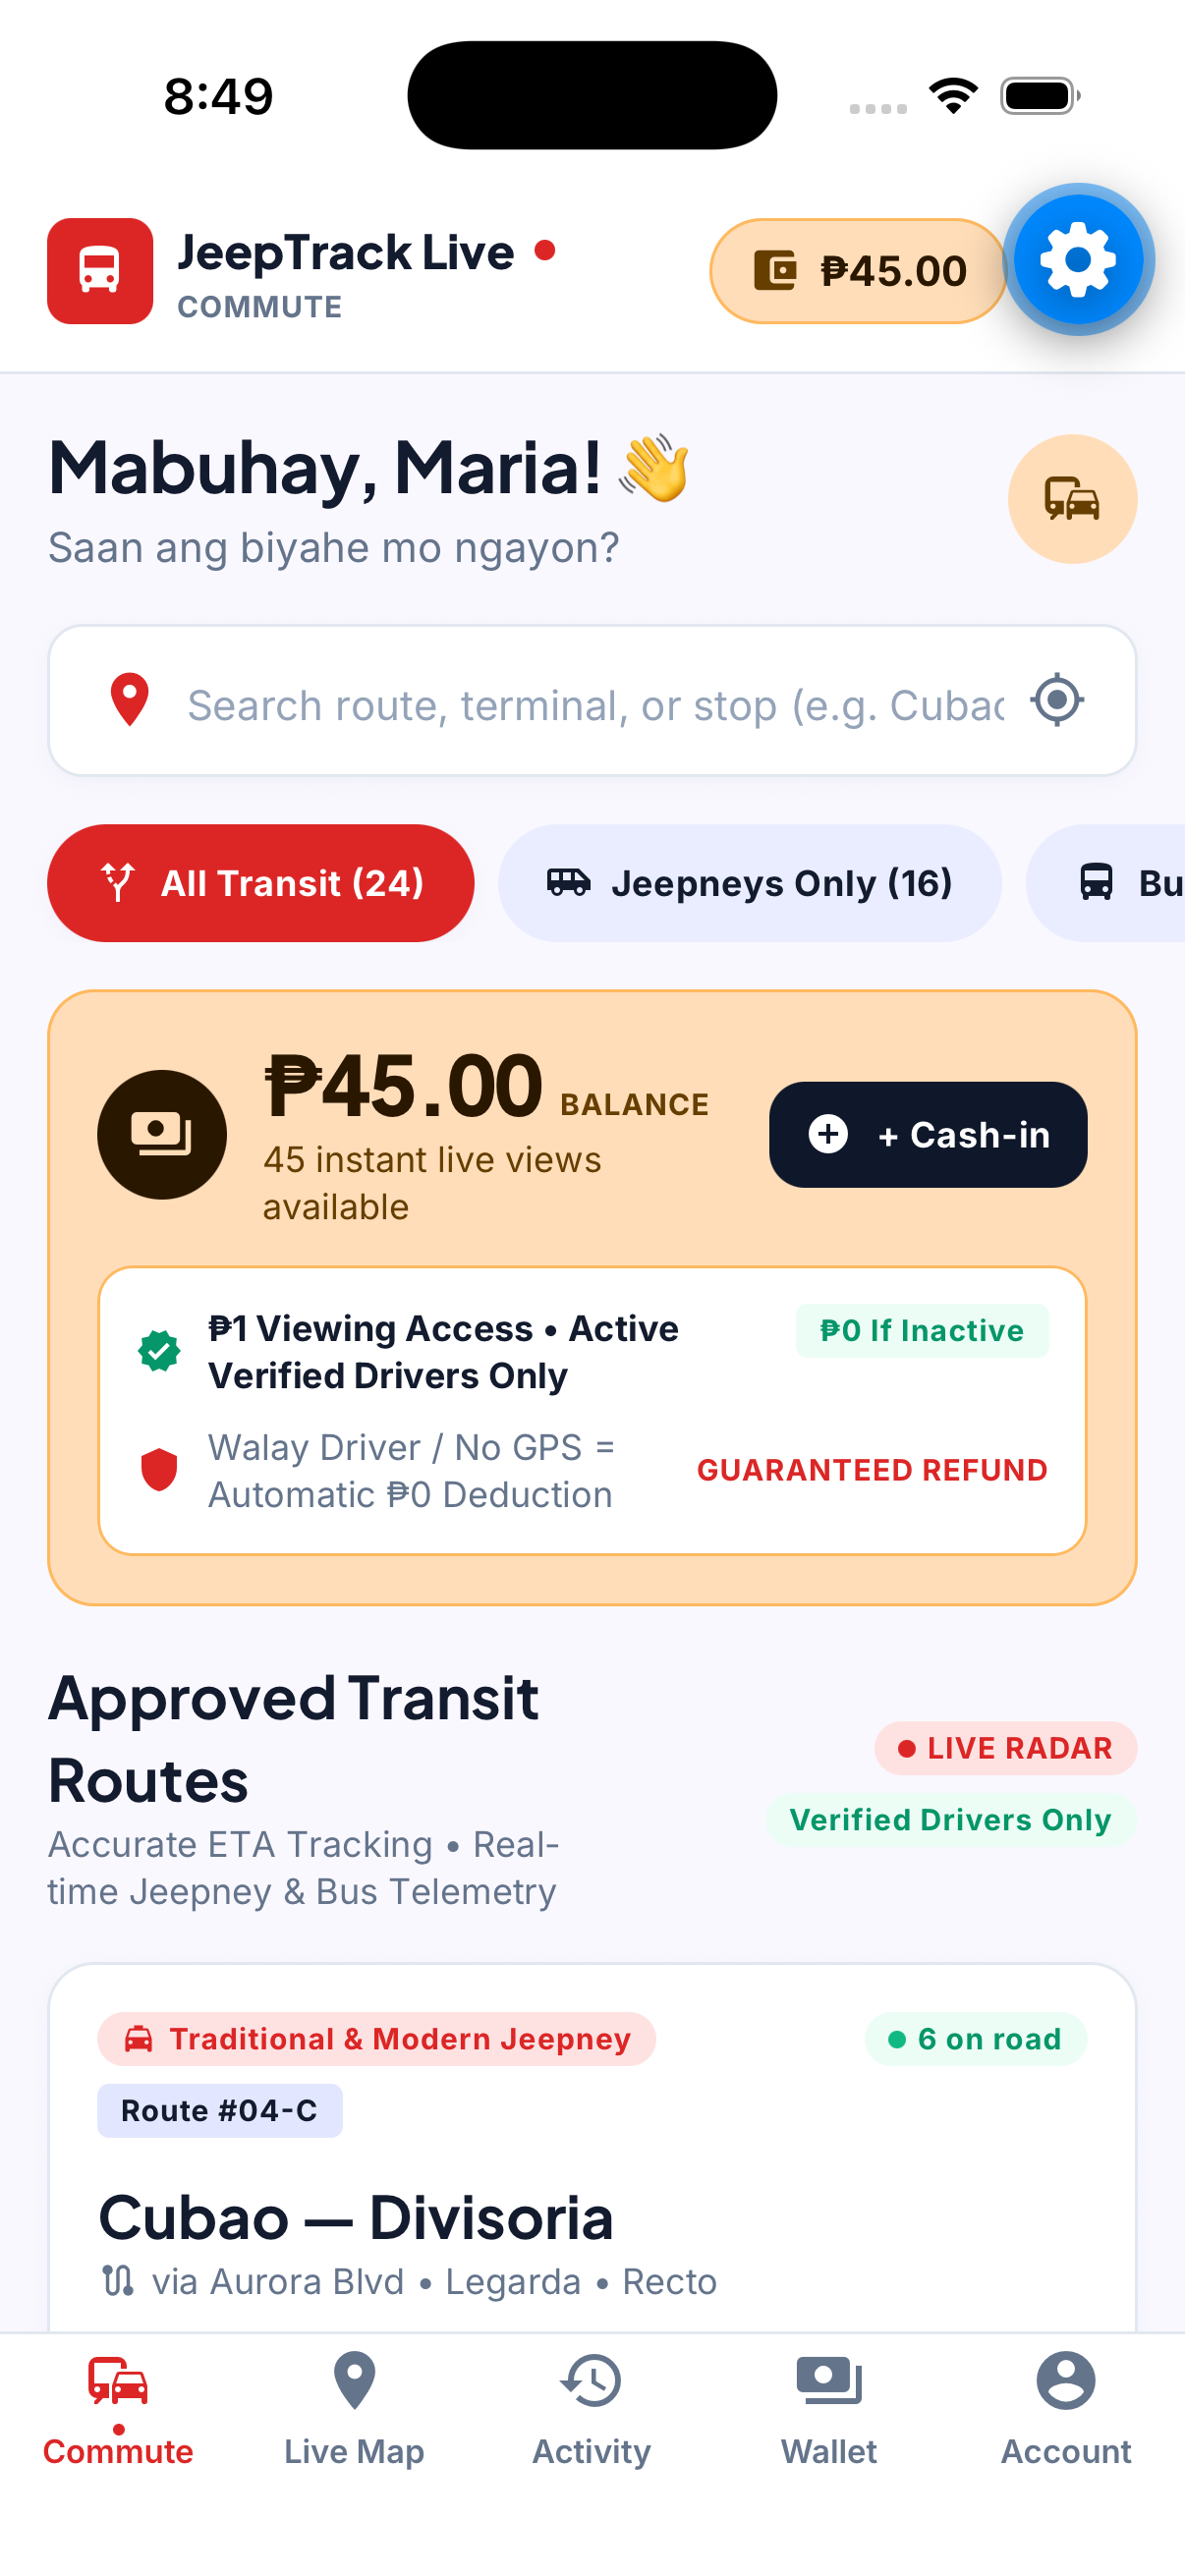 8:49
JeepTrack Live
COMMUTE
₱45.00
Mabuhay, Maria! 👋
Saan ang biyahe mo ngayon?
Search route, terminal, or stop (e.g. Cubao
All Transit (24)
Jeepneys Only (16)
Bu
₱45.00 BALANCE
45 instant live views
available
+ Cash-in
₱1 Viewing Access • Active
Verified Drivers Only
₱0 If Inactive
Walay Driver / No GPS =
Automatic ₱0 Deduction
GUARANTEED REFUND
Approved Transit
Routes
LIVE RADAR
Verified Drivers Only
Accurate ETA Tracking • Real-
time Jeepney & Bus Telemetry
Traditional & Modern Jeepney
6 on road
Route #04-C
Cubao — Divisoria
via Aurora Blvd • Legarda • Recto
Commute
Live Map
Activity
Wallet
Account